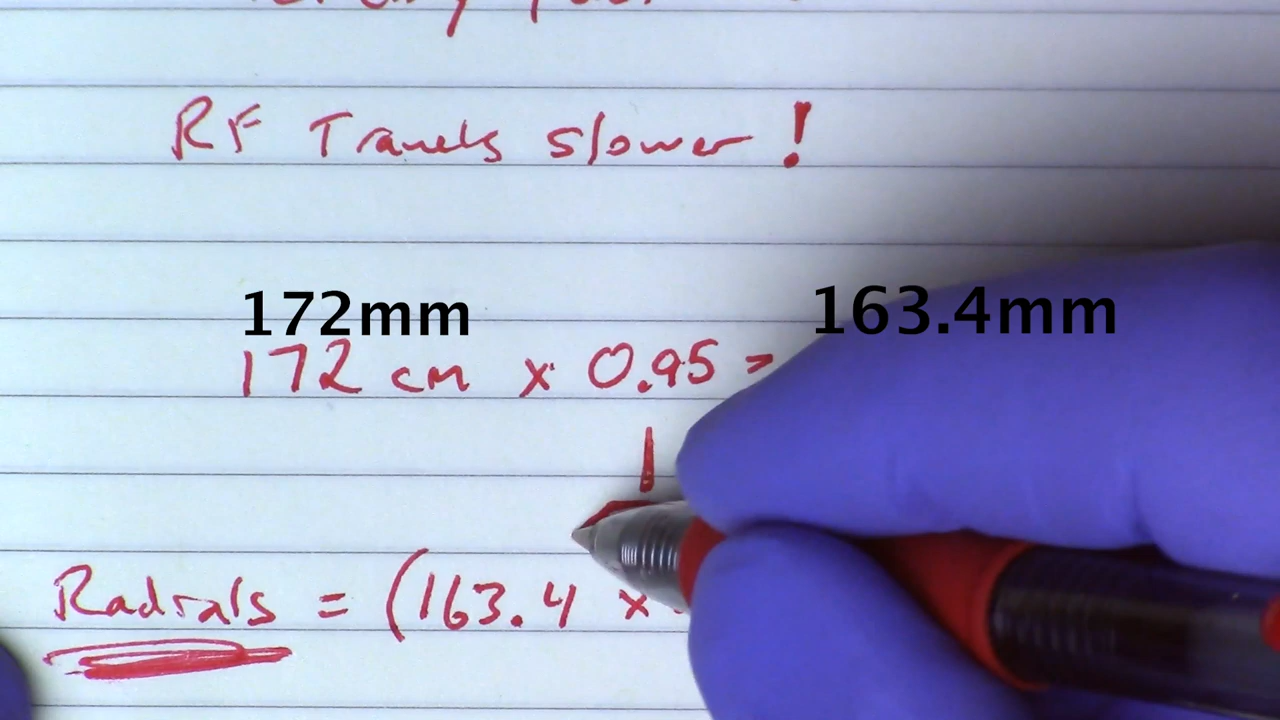 RF Travels slower!
172mm 163.4mm
172 cm x 0.95 =
Radials = (163.4 x